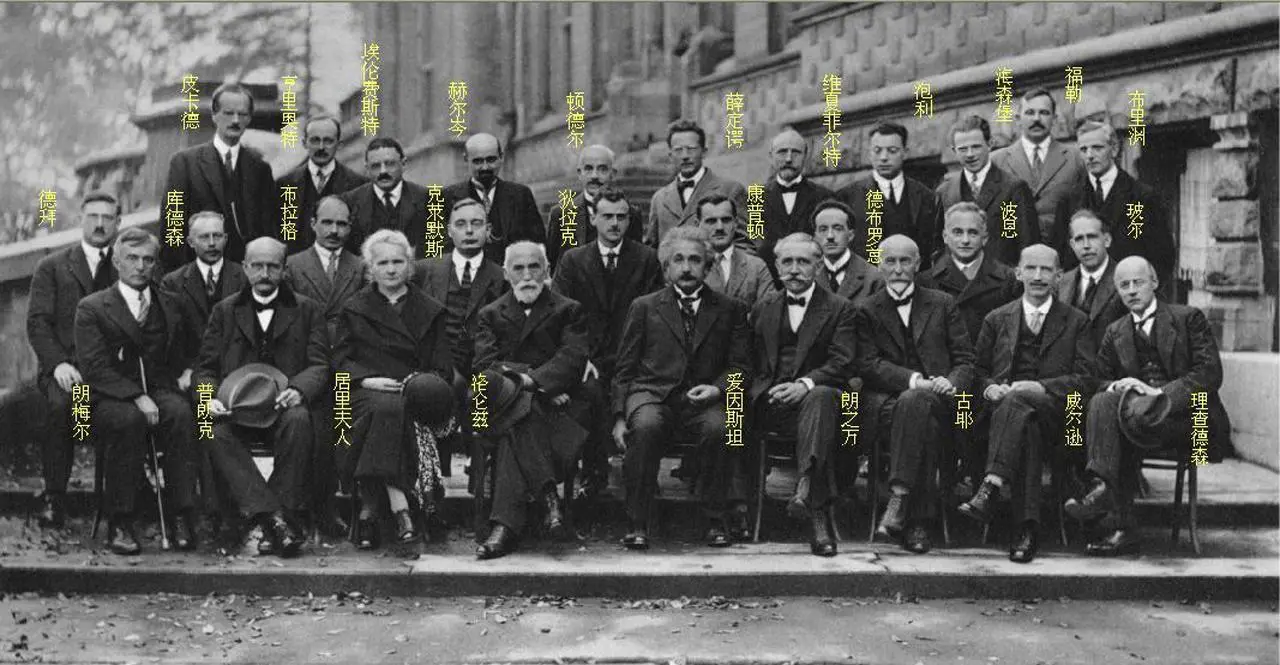 皮卡德
亨里奥特
埃伦费斯特
赫尔岑
顿德尔
薛定谔
维夏菲尔特
泡利
海森堡
福勒
布里渊
德拜
库德森
布拉格
克莱默斯
狄拉克
康普顿
德布罗意
波恩
玻尔
朗梅尔
普朗克
居里夫人
洛仑兹
爱因斯坦
朗之万
古耶
威尔逊
理查德森